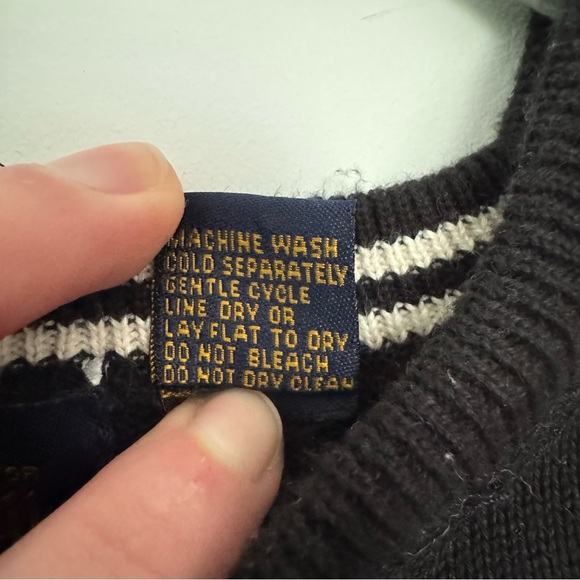 MACHINE WASH
COLD SEPARATELY
GENTLE CYCLE
LINE DRY OR
LAY FLAT TO DRY
DO NOT BLEACH
DO NOT DRY CLEAN